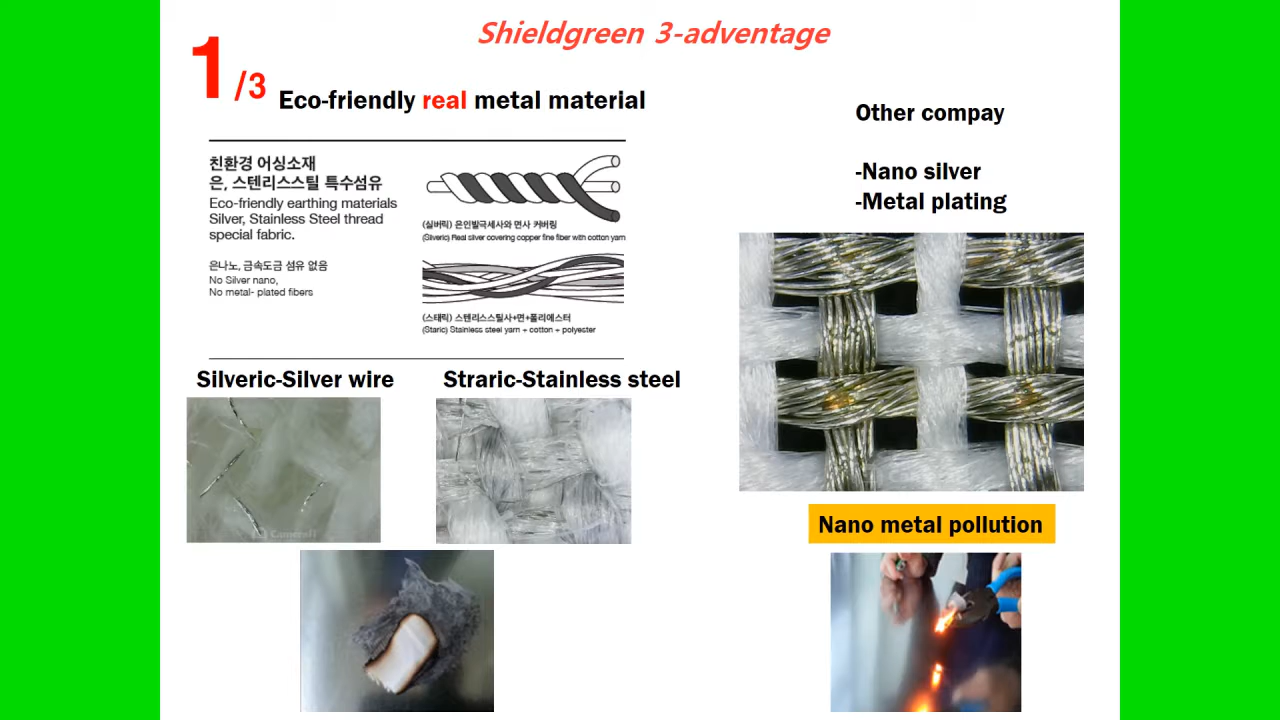 Shieldgreen 3-adventage
1/3
Eco-friendly real metal material
친환경 어싱소재
은, 스텐리스스틸 특수섬유
Eco-friendly earthing materials
Silver, Stainless Steel thread
special fabric.
은나노, 금속도금 섬유 없음
No Silver nano,
No metal- plated fibers
(실버릭) 은인발극세사와 면사 커버링
(Silveric) Real silver covering copper fine fiber with cotton yarn
(스태릭) 스텐리스스틸사+면+폴리에스터
(Staric) Stainless steel yarn + cotton + polyester
Silveric-Silver wire
Straric-Stainless steel
Other compay
-Nano silver
-Metal plating
Nano metal pollution